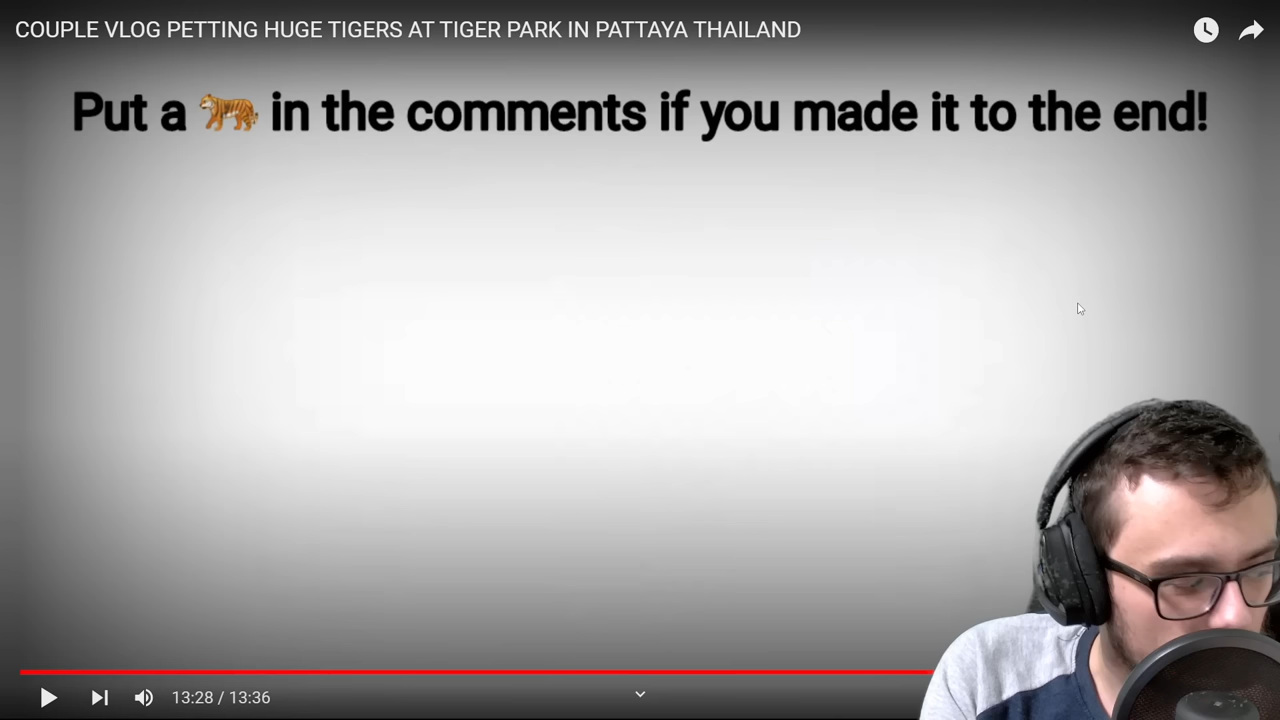 COUPLE VLOG PETTING HUGE TIGERS AT TIGER PARK IN PATTAYA THAILAND
Put a 🐅 in the comments if you made it to the end!
13:28 / 13:36